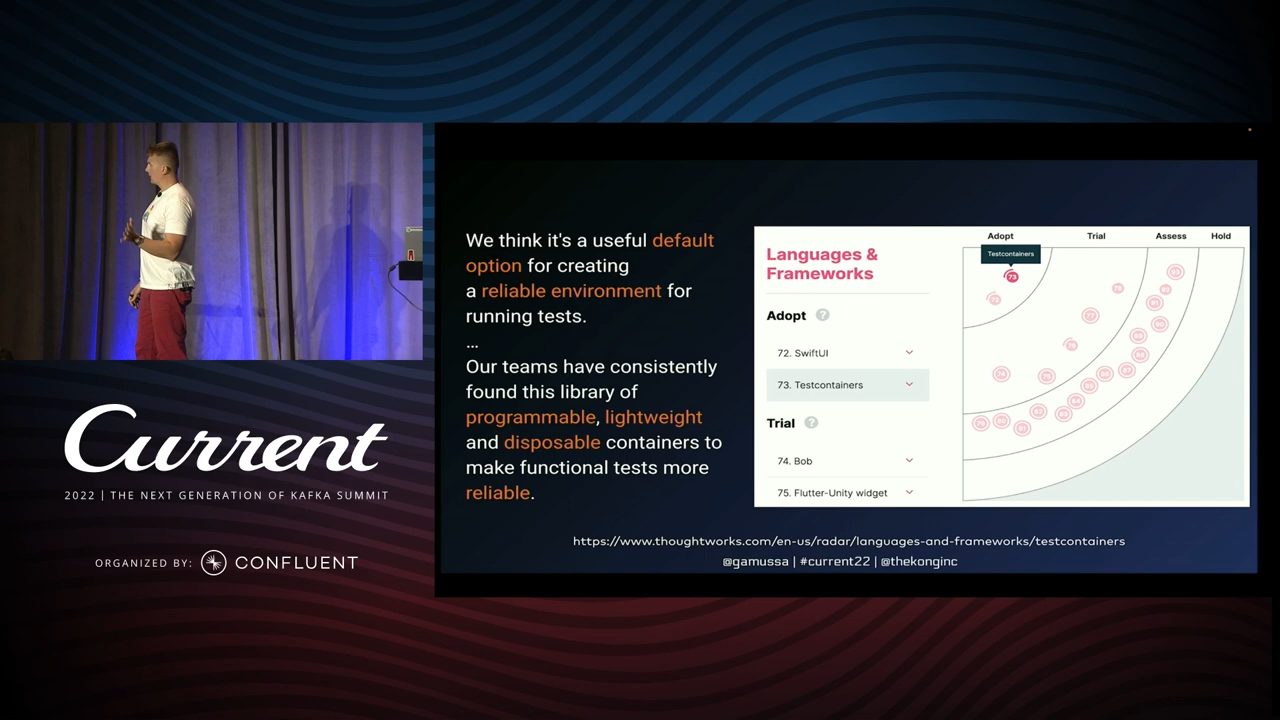 Current
2022 | THE NEXT GENERATION OF KAFKA SUMMIT
ORGANIZED BY: CONFLUENT
We think it's a useful default
option for creating
a reliable environment for
running tests.
...
Our teams have consistently
found this library of
programmable, lightweight
and disposable containers to
make functional tests more
reliable.
Languages &
Frameworks
Adopt
72. SwiftUI
73. Testcontainers
Trial
74. Bob
75. Flutter-Unity widget
Adopt Trial Assess Hold
Testcontainers
73
https://www.thoughtworks.com/en-us/radar/languages-and-frameworks/testcontainers
@gamussa | #current22 | @thekonginc